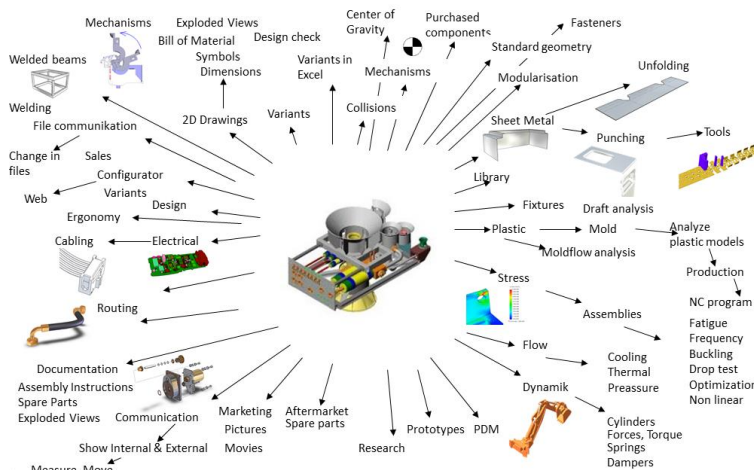 Mechanisms
Exploded Views
Bill of Material
Symbols
Dimensions
Design check
Center of
Gravity
Purchased
components
Fasteners
Standard geometry
Modularisation
Unfolding
Welded beams
Variants in
Excel
Mechanisms
Welding
File communikation
2D Drawings
Variants
Collisions
Sheet Metal
Punching
Tools
Change in
files
Sales
Configurator
Variants
Web
Library
Design
Ergonomy
Fixtures
Draft analysis
Cabling
Electrical
Plastic
Mold
Analyze
plastic models
Moldflow analysis
Production
Stress
NC program
Routing
Assemblies
Fatigue
Frequency
Buckling
Drop test
Optimization
Non linear
Flow
Cooling
Thermal
Preassure
Documentation
Assembly Instructions
Spare Parts
Exploded Views
Dynamik
Communication
Marketing
Pictures
Movies
Aftermarket
Spare parts
Prototypes
PDM
Research
Cylinders
Forces, Torque
Springs
Dampers
Show Internal & External
Measure, Move